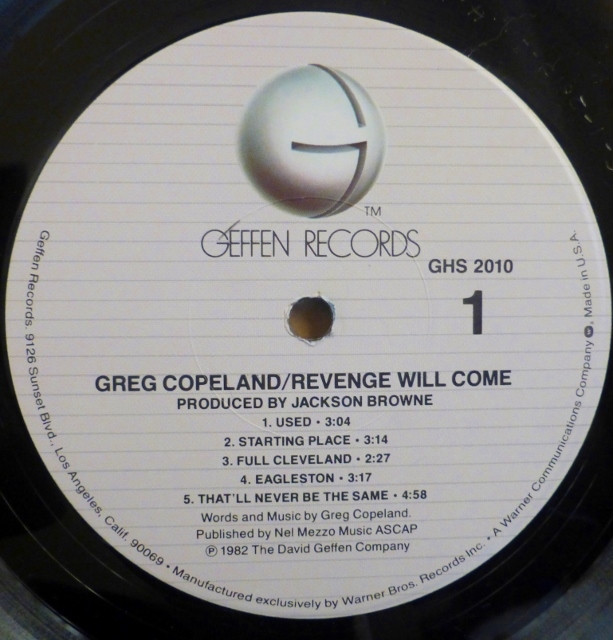 TM
GEFFEN RECORDS
GHS 2010
1
GREG COPELAND/REVENGE WILL COME
PRODUCED BY JACKSON BROWNE
1. USED • 3:04
2. STARTING PLACE • 3:14
3. FULL CLEVELAND • 2:27
4. EAGLESTON • 3:17
5. THAT'LL NEVER BE THE SAME • 4:58
Words and Music by Greg Copeland.
Published by Nel Mezzo Music ASCAP
℗ 1982 The David Geffen Company
Geffen Records. 9126 Sunset Blvd., Los Angeles, Calif. 90069 • Manufactured exclusively by Warner Bros. Records Inc. • A Warner Communications Company. Made in U.S.A.